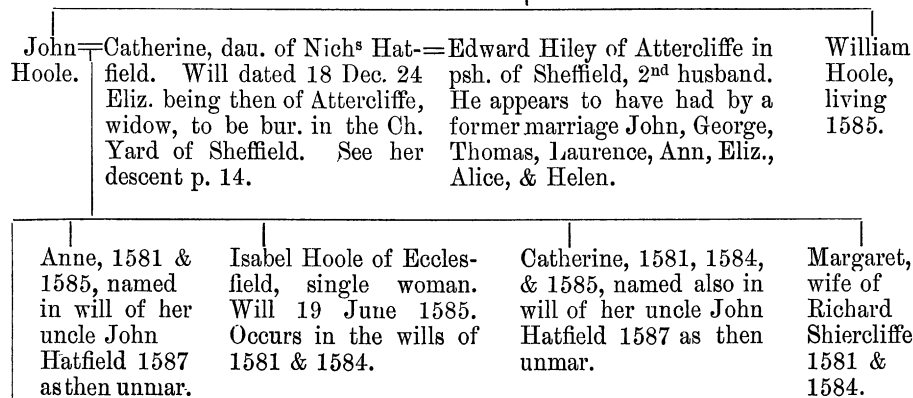 John
Hoole.
Catherine, dau. of Nichˢ Hat-
field. Will dated 18 Dec. 24
Eliz. being then of Attercliffe,
widow, to be bur. in the Ch.
Yard of Sheffield. See her
descent p. 14.
Edward Hiley of Attercliffe in
psh. of Sheffield, 2ⁿᵈ husband.
He appears to have had by a
former marriage John, George,
Thomas, Laurence, Ann, Eliz.,
Alice, & Helen.
William
Hoole,
living
1585.
Anne, 1581 &
1585, named
in will of her
uncle John
Hatfield 1587
as then unmar.
Isabel Hoole of Eccles-
field, single woman.
Will 19 June 1585.
Occurs in the wills of
1581 & 1584.
Catherine, 1581, 1584,
& 1585, named also in
will of her uncle John
Hatfield 1587 as then
unmar.
Margaret,
wife of
Richard
Shiercliffe
1581 &
1584.